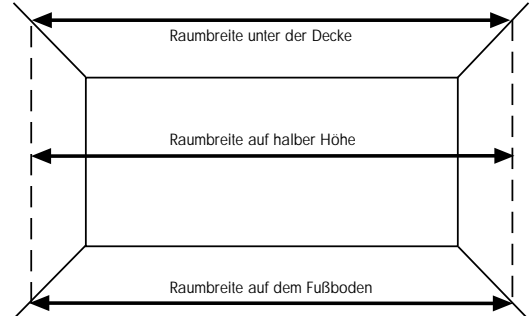 Raumbreite unter der Decke
Raumbreite auf halber Höhe
Raumbreite auf dem Fußboden